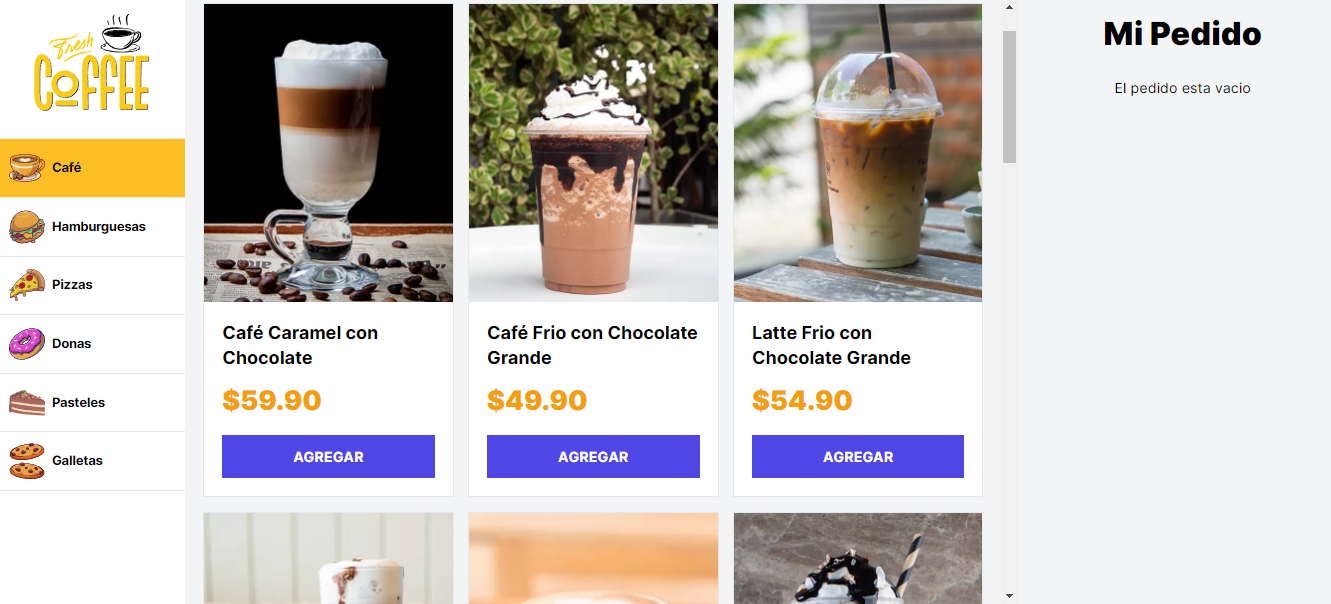 Fresh
COFFEE
Café
Hamburguesas
Pizzas
Donas
Pasteles
Galletas
Café Caramel con
Chocolate
$59.90
AGREGAR
Café Frio con Chocolate
Grande
$49.90
AGREGAR
Latte Frio con
Chocolate Grande
$54.90
AGREGAR
Mi Pedido
El pedido esta vacio